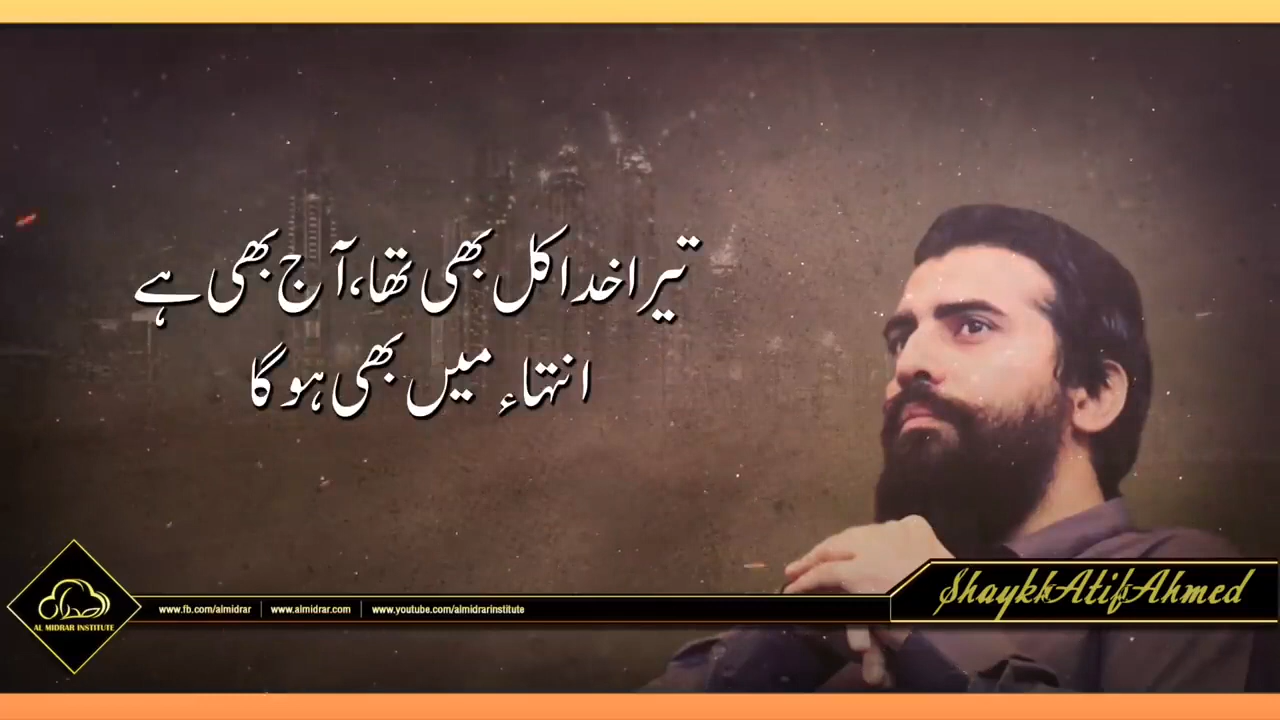 تیرا خدا کل بھی تھا، آج بھی ہے
انتہاء میں بھی ہو گا
ShaykhAtifAhmed
AL MIDRAR INSTITUTE
www.fb.com/almidrar
www.almidrar.com
www.youtube.com/almidrarinstitute